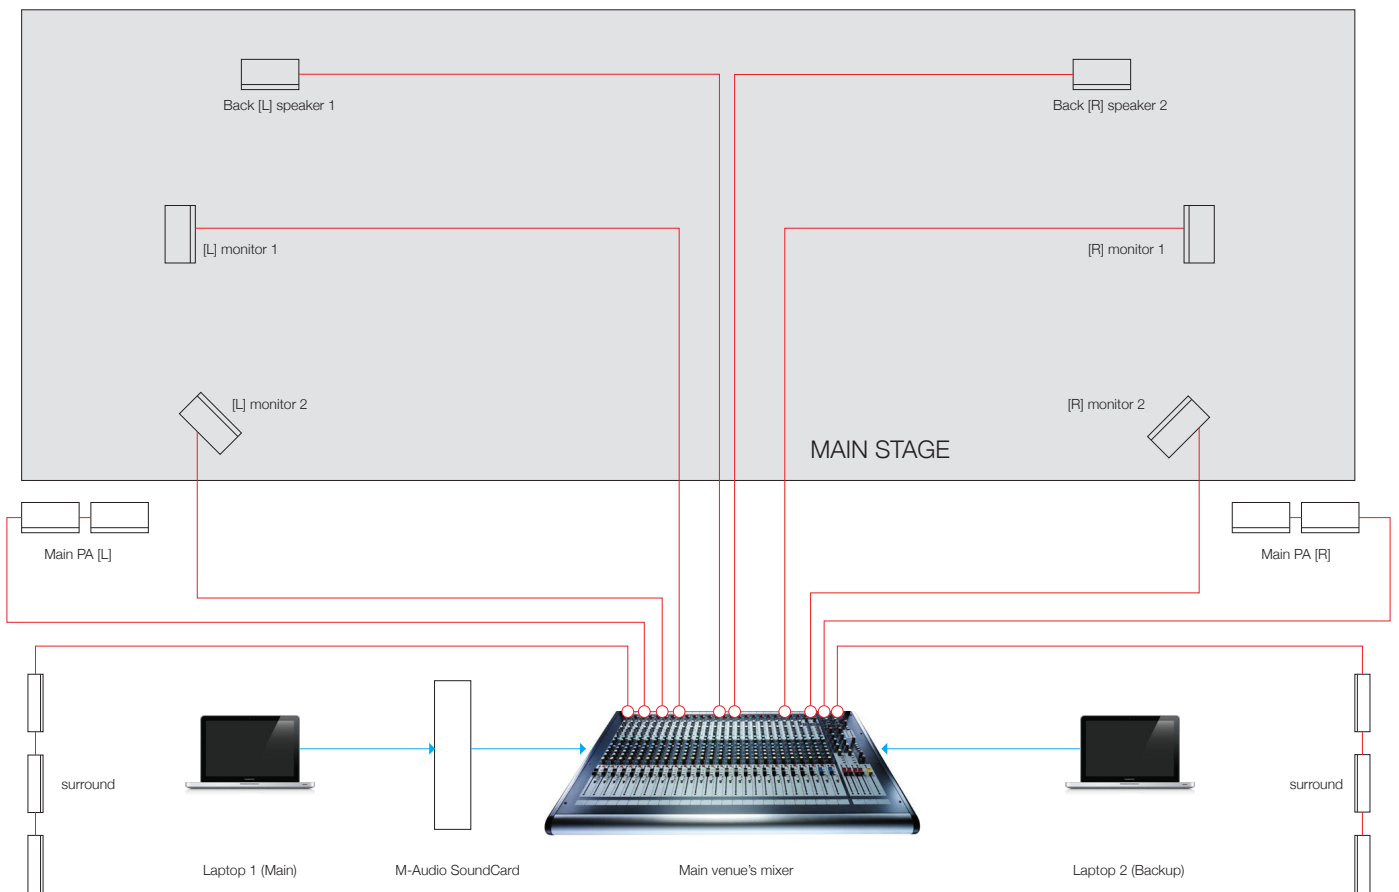 Back [L] speaker 1
Back [R] speaker 2
[L] monitor 1
[R] monitor 1
[L] monitor 2
[R] monitor 2
MAIN STAGE
Main PA [L]
Main PA [R]
surround
surround
Laptop 1 (Main)
M-Audio SoundCard
Main venue's mixer
Laptop 2 (Backup)